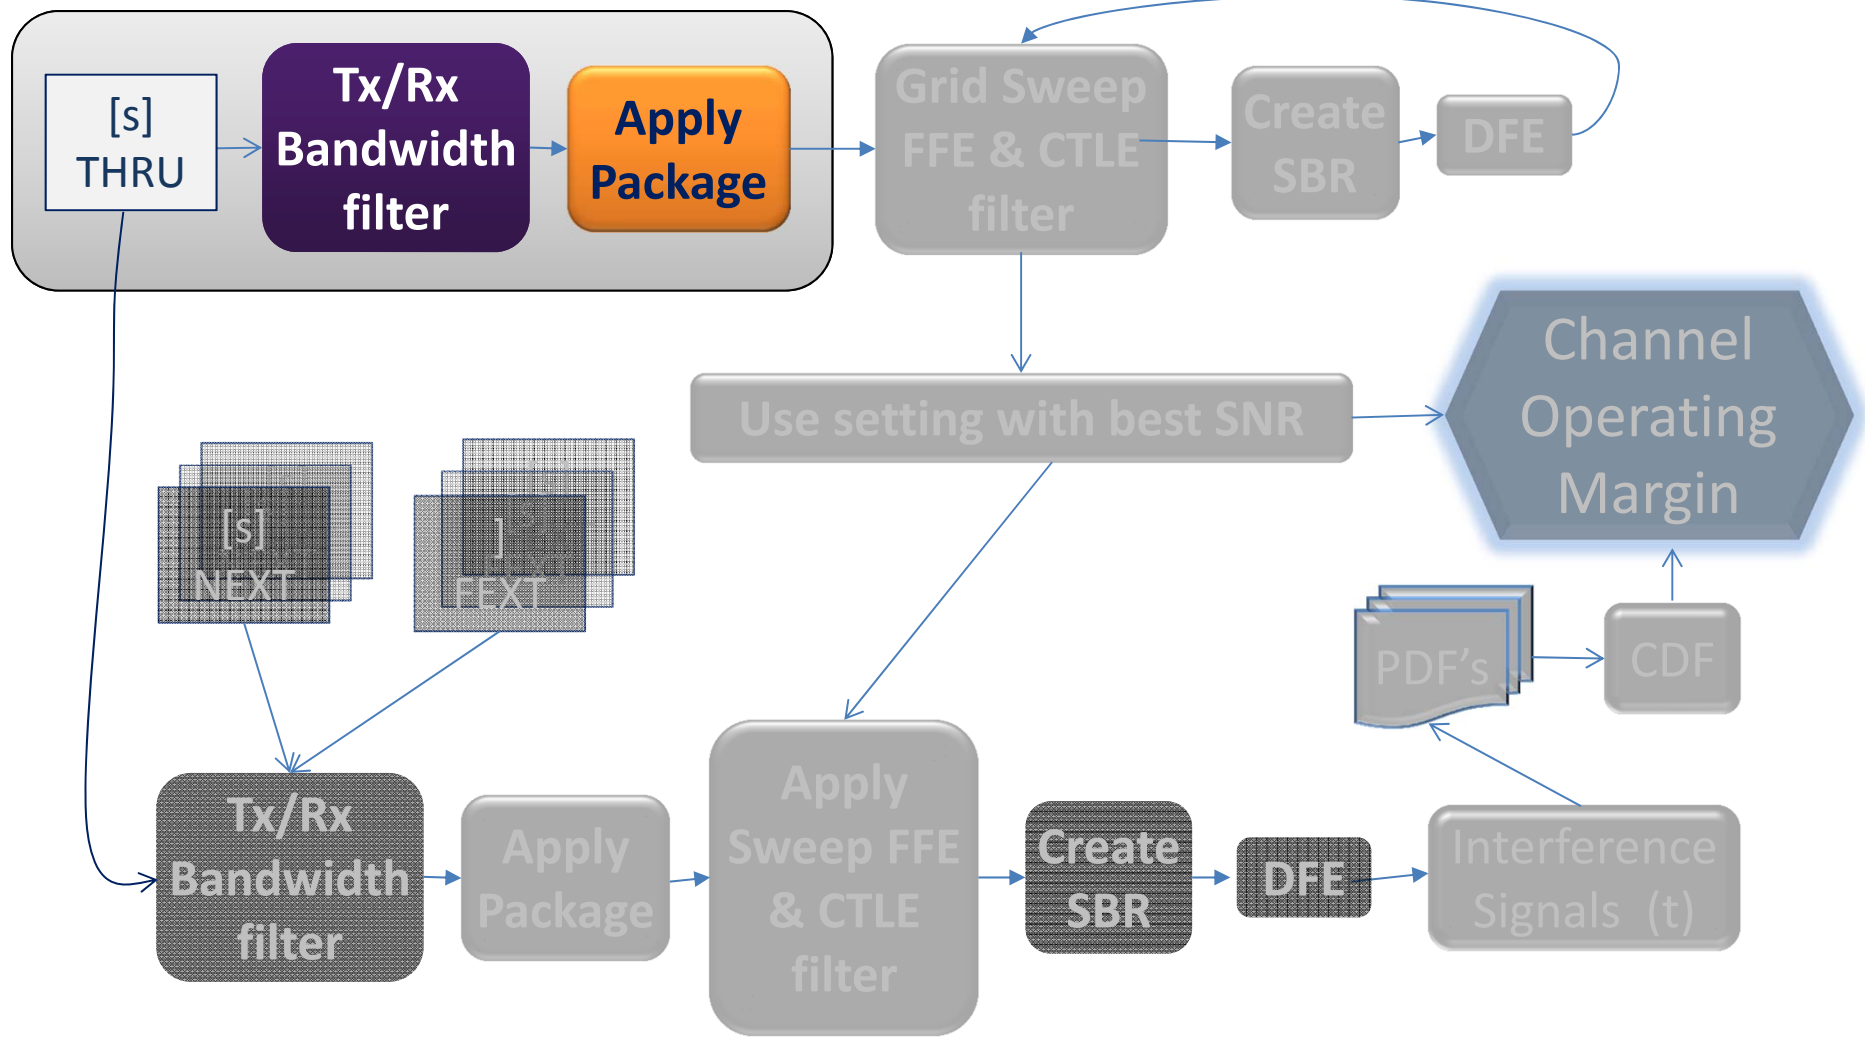 [s]
THRU
Tx/Rx
Bandwidth
filter
Apply
Package
Grid Sweep
FFE & CTLE
filter
Create
SBR
DFE
Use setting with best SNR
Channel
Operating
Margin
[s]
NEXT
]
FEXT
PDF’s
CDF
Tx/Rx
Bandwidth
filter
Apply
Package
Apply
Sweep FFE
& CTLE
filter
Create
SBR
DFE
Interference
Signals (t)